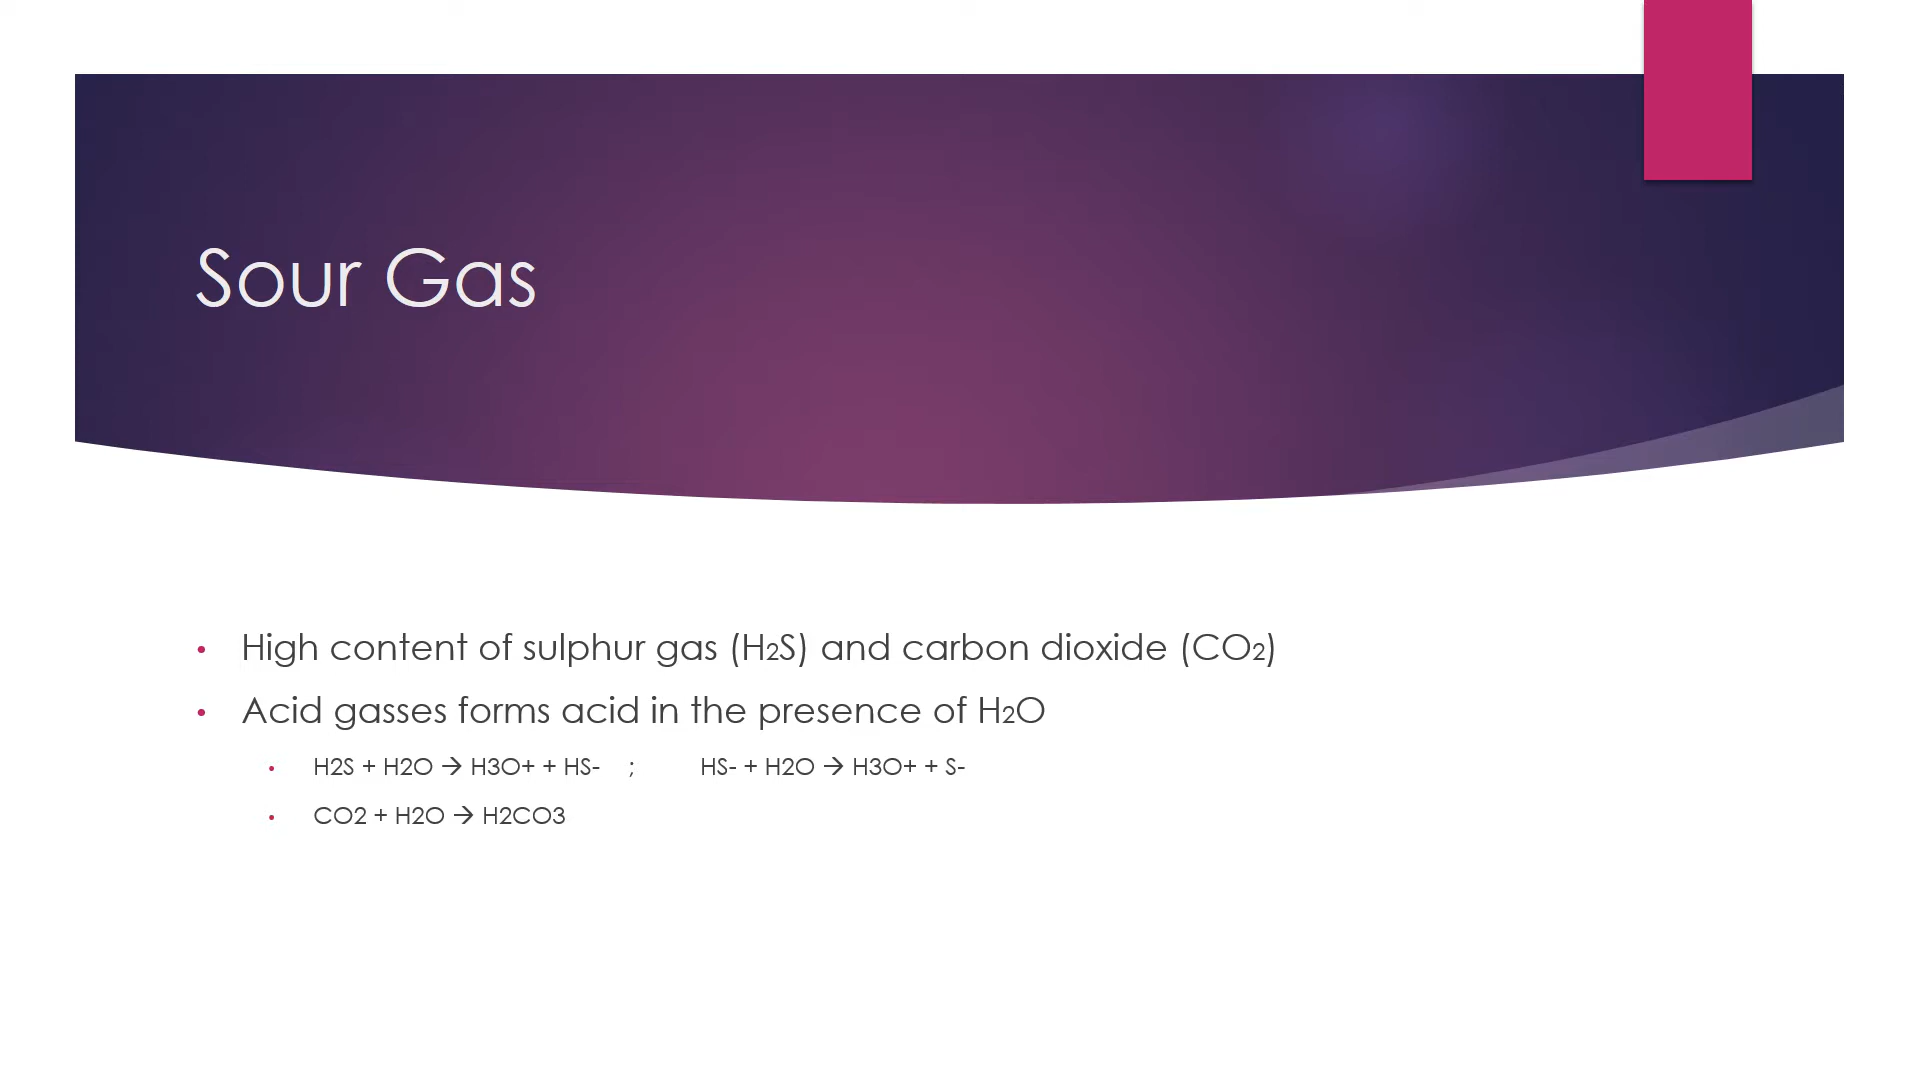 Sour Gas
• High content of sulphur gas (H2S) and carbon dioxide (CO2)
• Acid gasses forms acid in the presence of H2O
• H2S + H2O → H3O+ + HS- ; HS- + H2O → H3O+ + S-
• CO2 + H2O → H2CO3